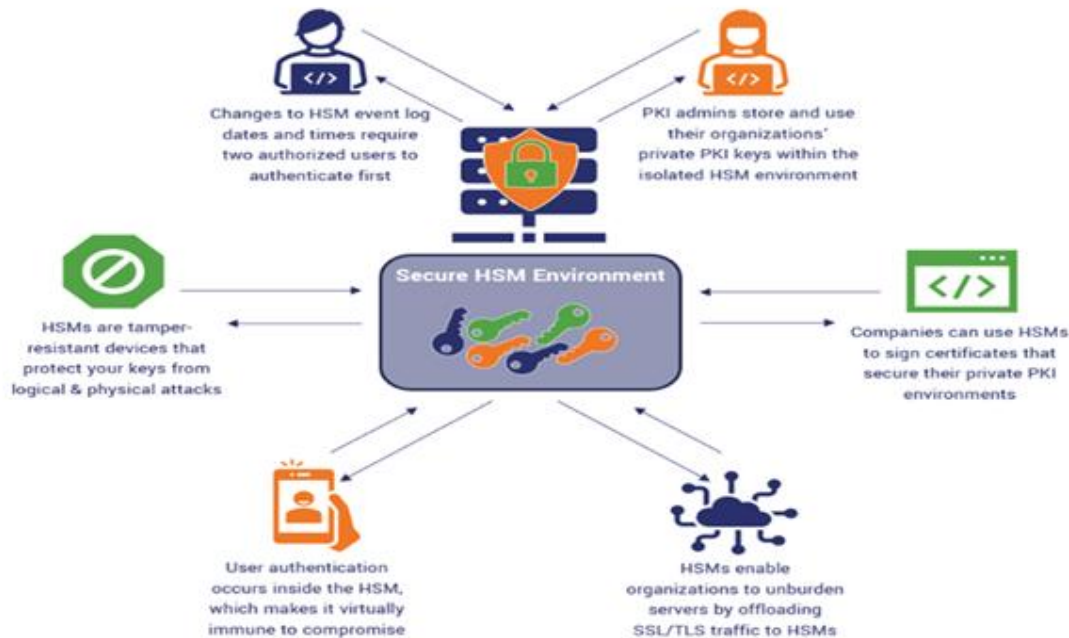 </>
Changes to HSM event log
dates and times require
two authorized users to
authenticate first
</>
PKI admins store and use
their organizations'
private PKI keys within the
isolated HSM environment
Secure HSM Environment
HSMs are tamper-
resistant devices that
protect your keys from
logical & physical attacks
</>
Companies can use HSMs
to sign certificates that
secure their private PKI
environments
User authentication
occurs inside the HSM,
which makes it virtually
immune to compromise
HSMs enable
organizations to unburden
servers by offloading
SSL/TLS traffic to HSMs